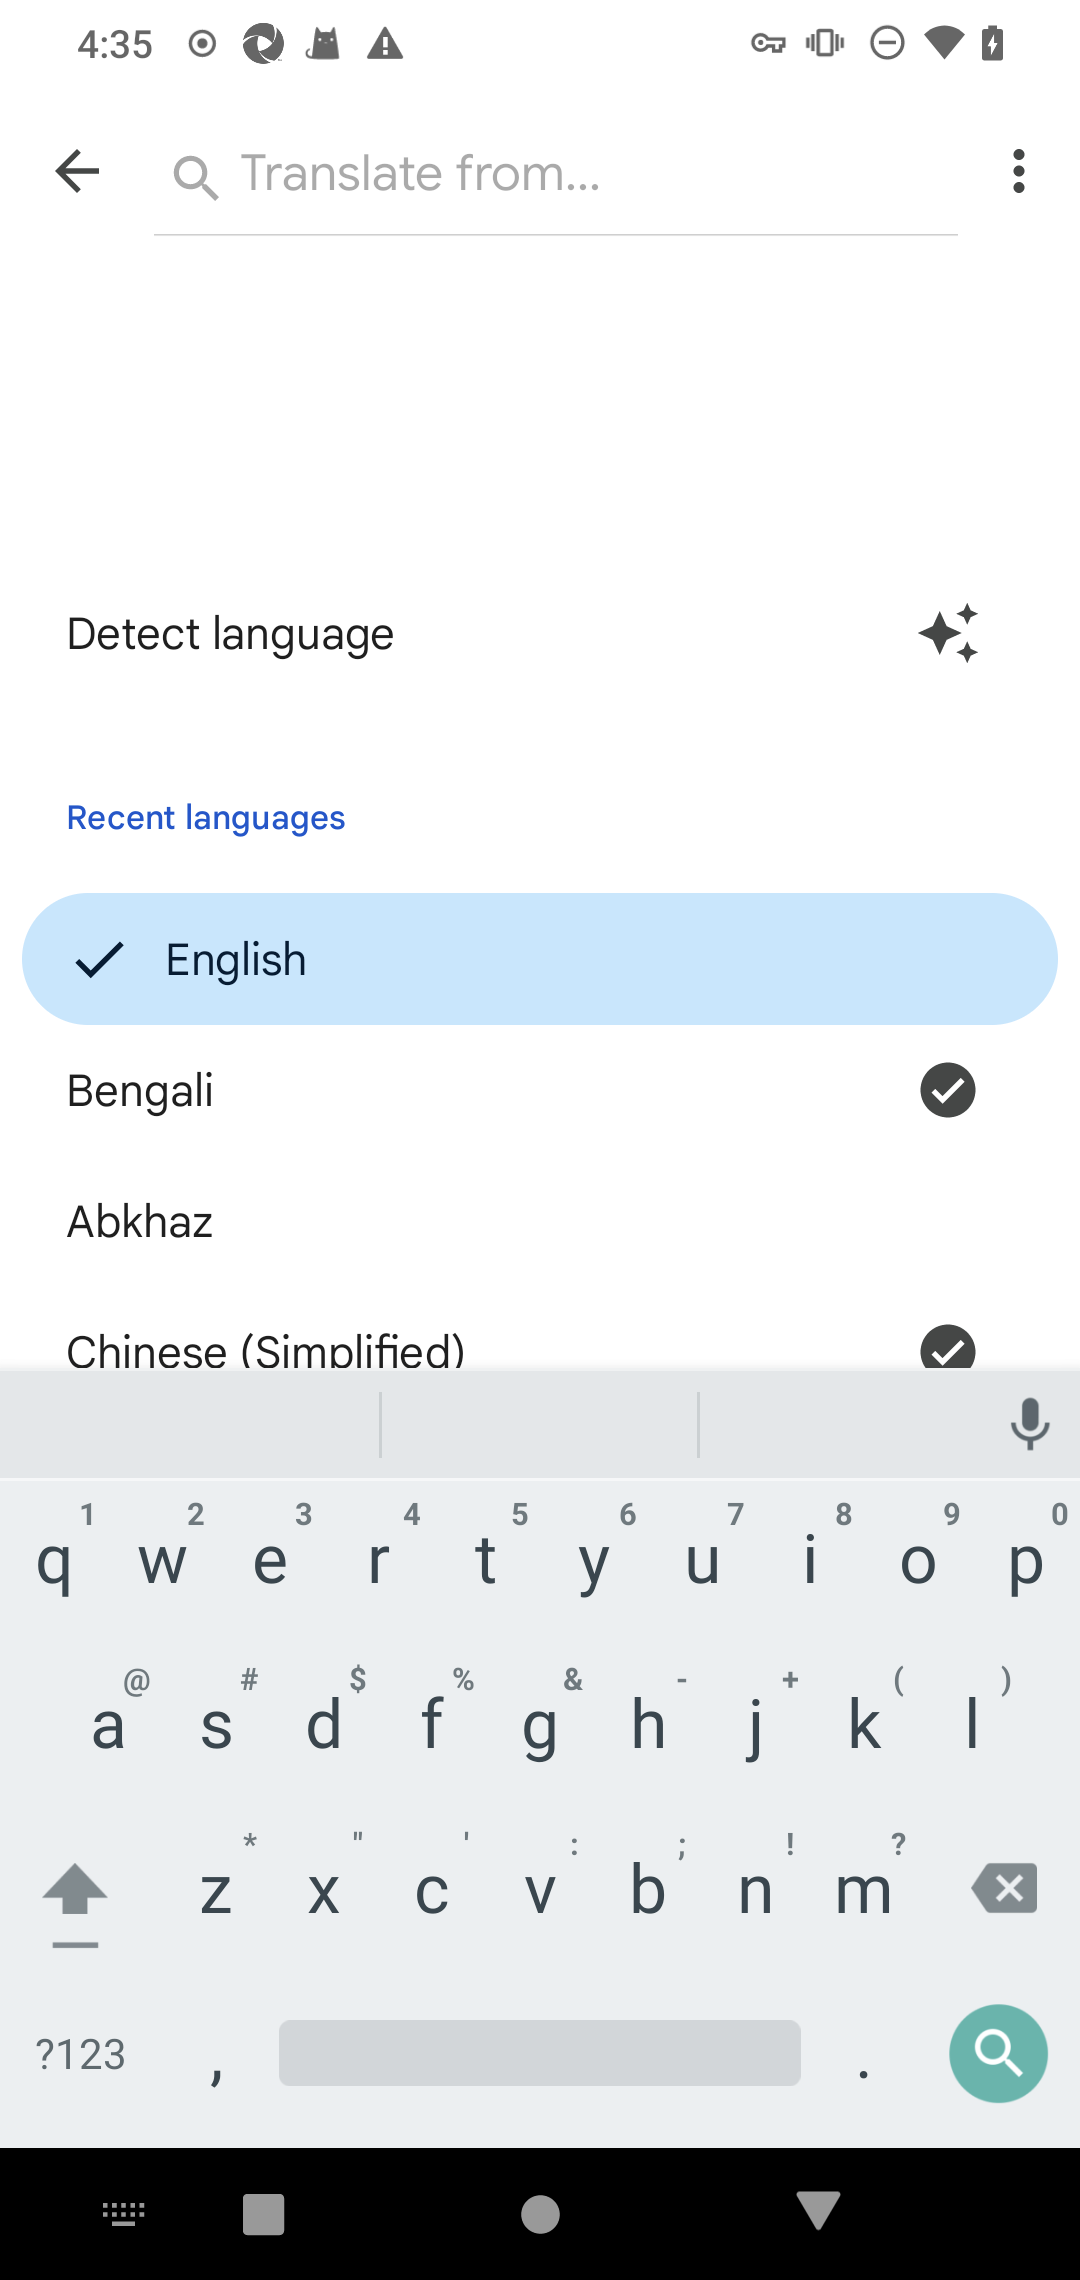 4:35
Translate from...
Detect language
Recent languages
English
Bengali
Abkhaz
Chinese (Simplified)
1 2 3 4 5 6 7 8 9 0
q w e r t y u i o p
@ # $ % & - + ( )
a s d f g h j k l
* " ' : ; ! ?
z x c v b n m
?123 , .